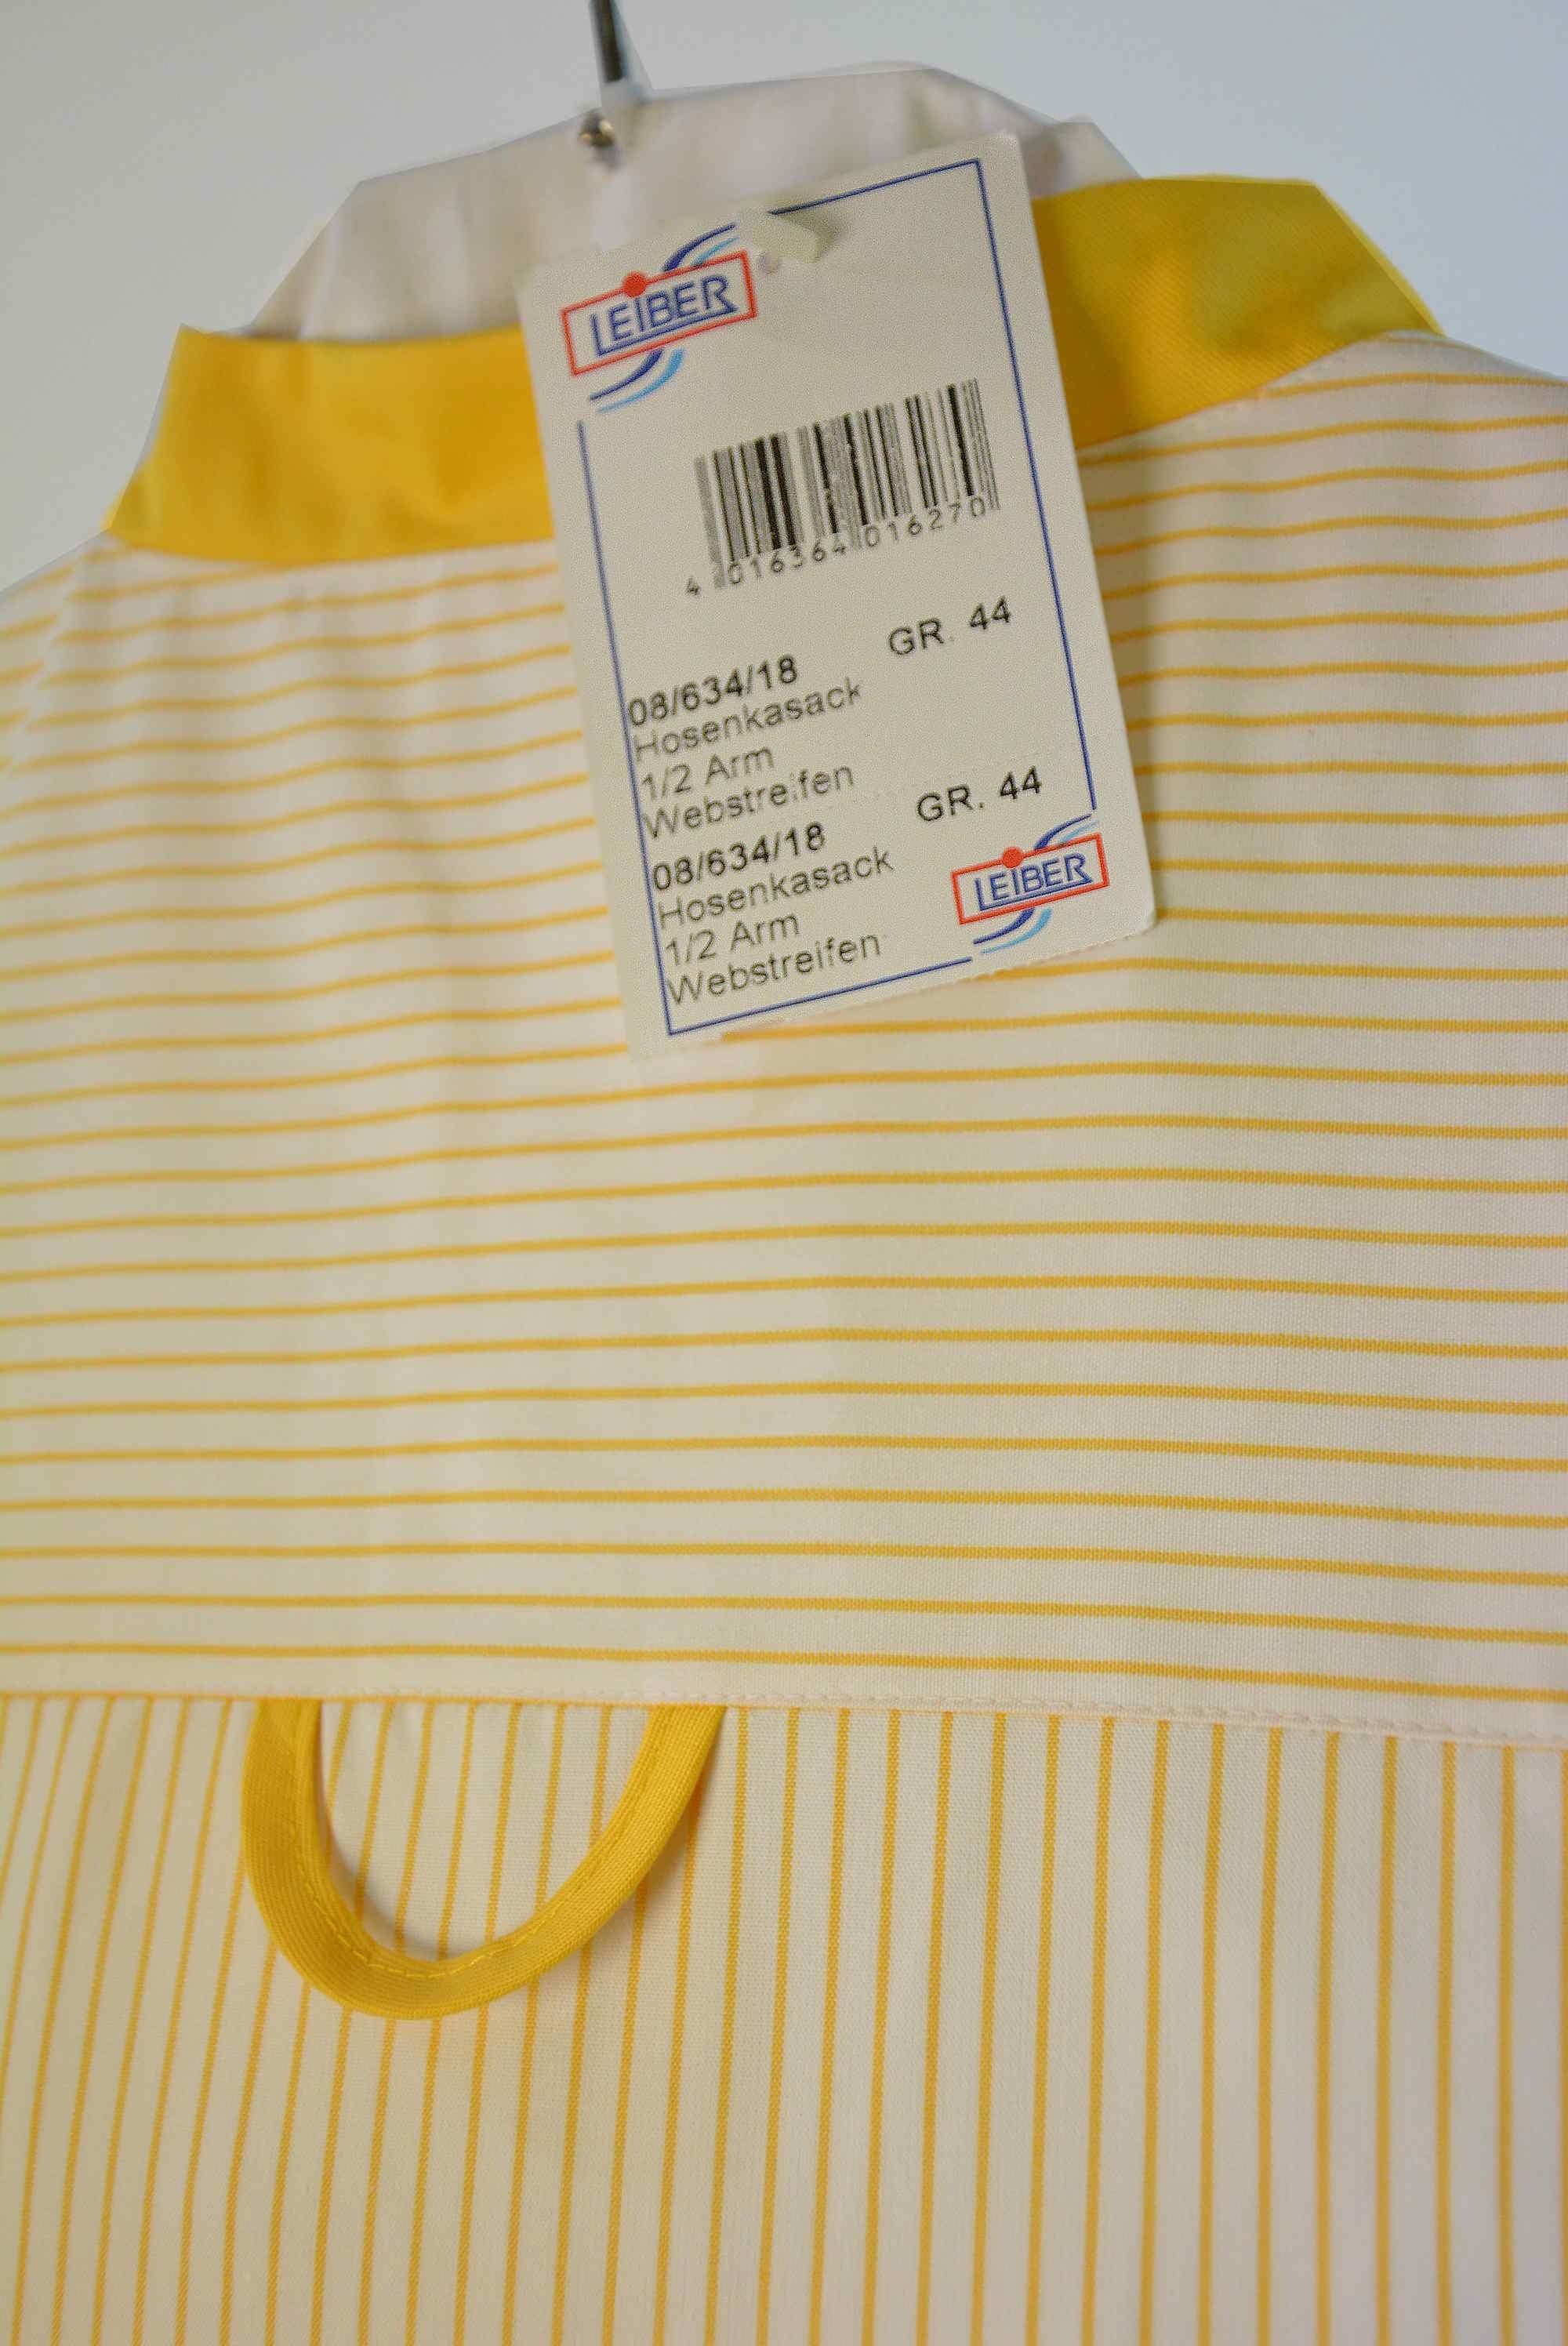 LEIBER
4 016364 016270
GR. 44
08/634/18
Hosenkasack
1/2 Arm
Webstreifen
GR. 44
08/634/18
Hosenkasack
1/2 Arm
Webstreifen
LEIBER